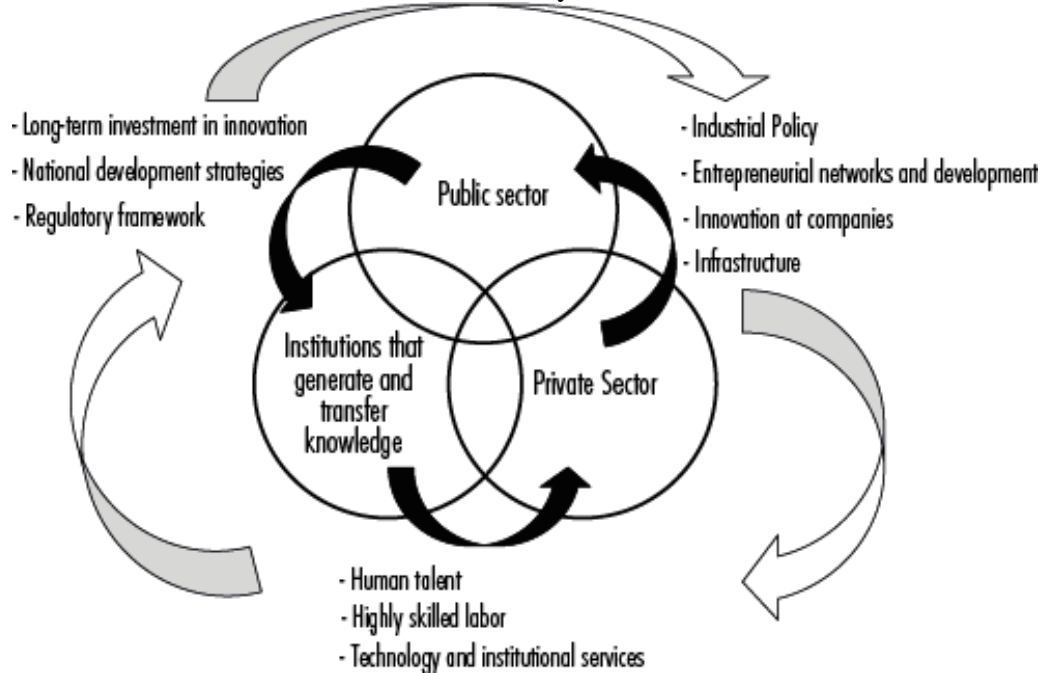 - Long-term investment in innovation
- National development strategies
- Regulatory framework
- Industrial Policy
- Entrepreneurial networks and development
- Innovation at companies
- Infrastructure
Public sector
Institutions that
generate and
transfer
knowledge
Private Sector
- Human talent
- Highly skilled labor
- Technology and institutional services